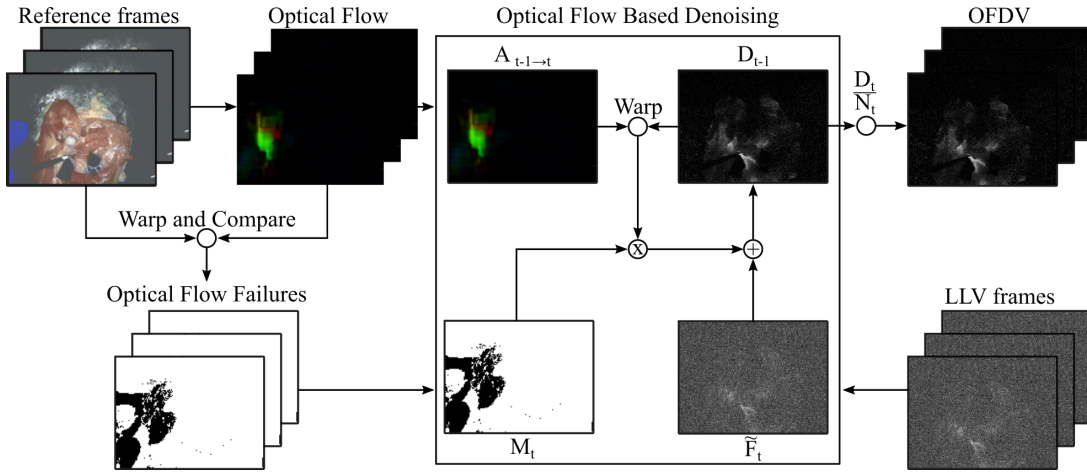 Reference frames
Optical Flow
Optical Flow Based Denoising
OFDV
A t-1→t
D t-1
Warp
D t
N t
Warp and Compare
X
+
Optical Flow Failures
LLV frames
M t
F̃ t